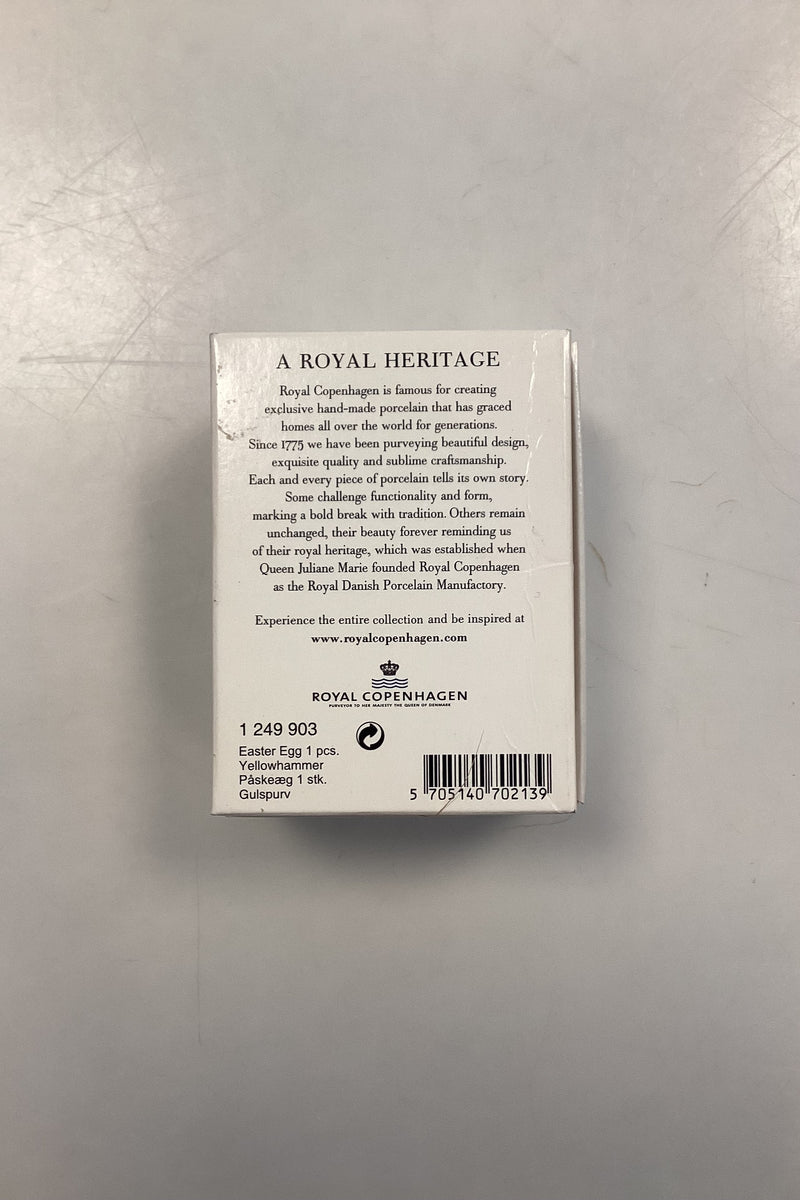 A ROYAL HERITAGE
Royal Copenhagen is famous for creating
exclusive hand-made porcelain that has graced
homes all over the world for generations.
Since 1775 we have been purveying beautiful design,
exquisite quality and sublime craftsmanship.
Each and every piece of porcelain tells its own story.
Some challenge functionality and form,
marking a bold break with tradition. Others remain
unchanged, their beauty forever reminding us
of their royal heritage, which was established when
Queen Juliane Marie founded Royal Copenhagen
as the Royal Danish Porcelain Manufactory.
Experience the entire collection and be inspired at
www.royalcopenhagen.com
ROYAL COPENHAGEN
PURVEYOR TO HER MAJESTY THE QUEEN OF DENMARK
1 249 903
Easter Egg 1 pcs.
Yellowhammer
Påskeæg 1 stk.
Gulspurv
5 705140 702139